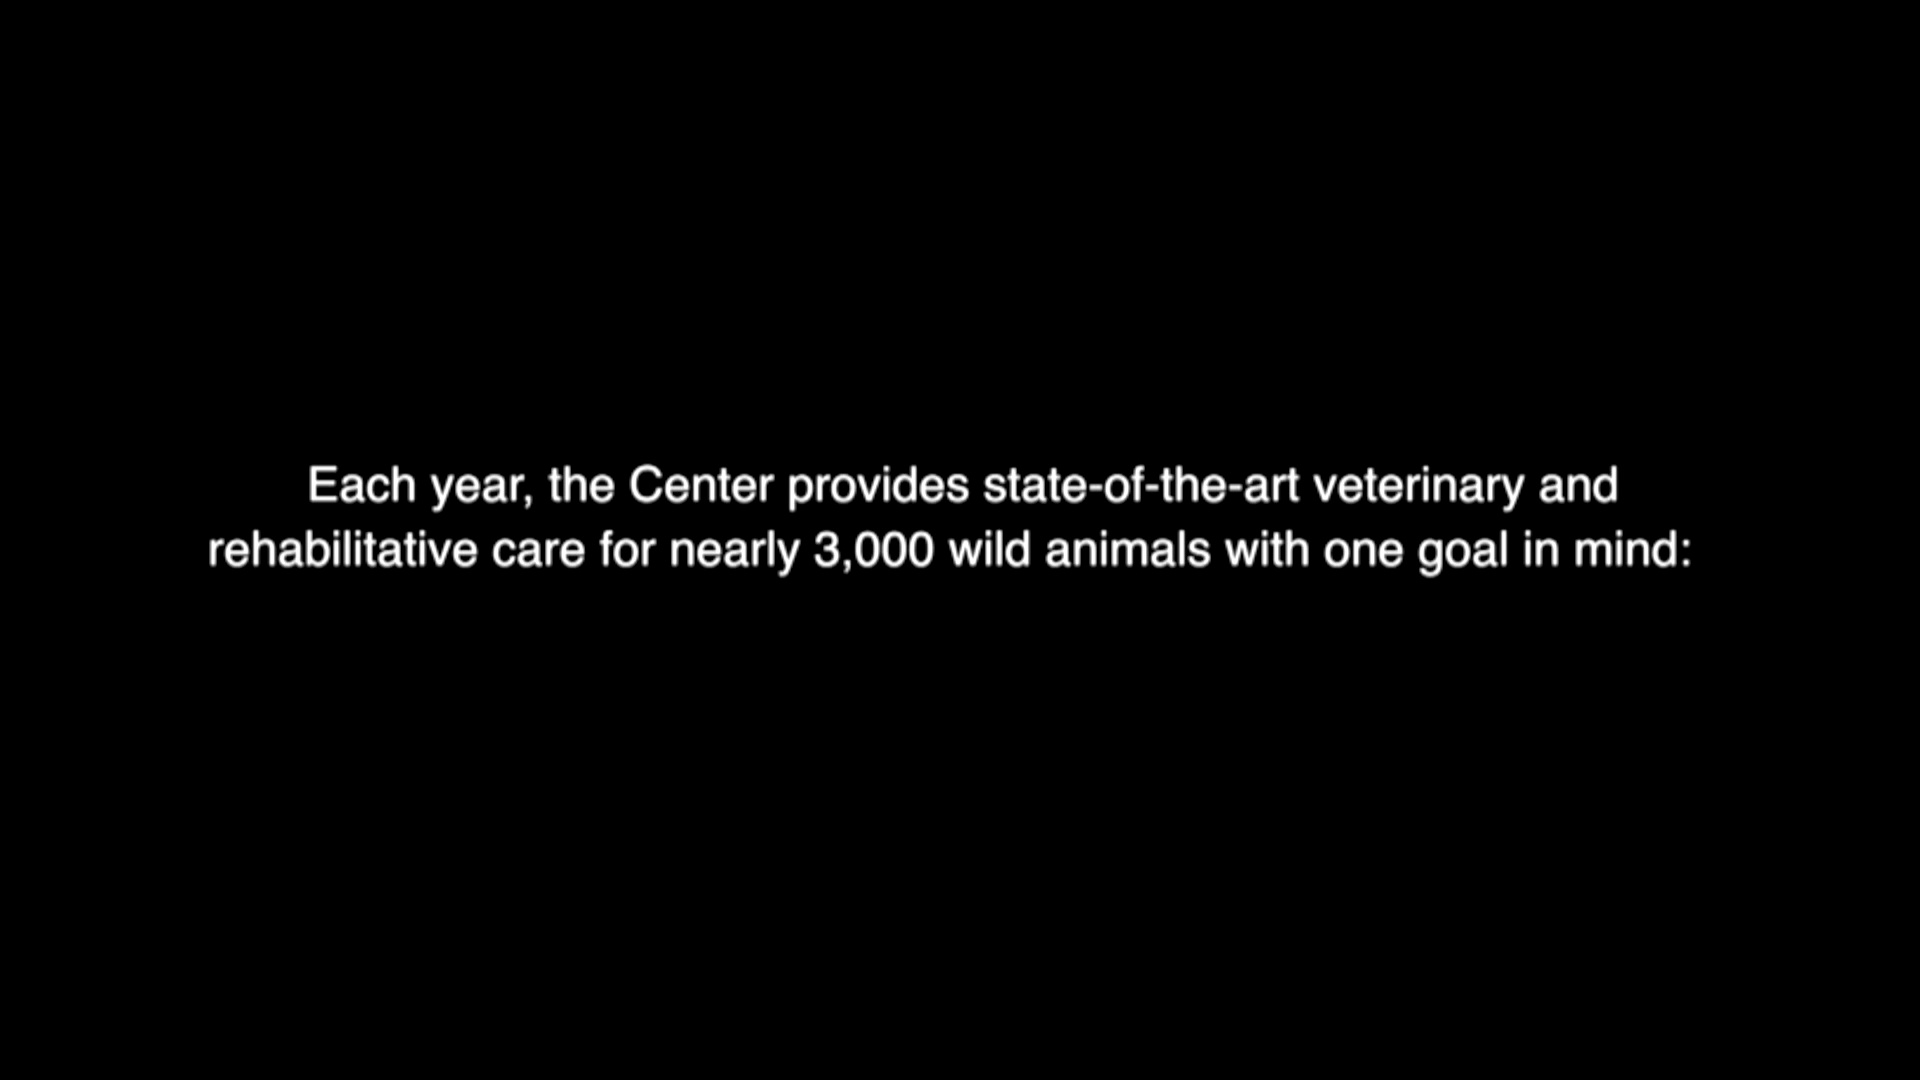 Each year, the Center provides state-of-the-art veterinary and
rehabilitative care for nearly 3,000 wild animals with one goal in mind: